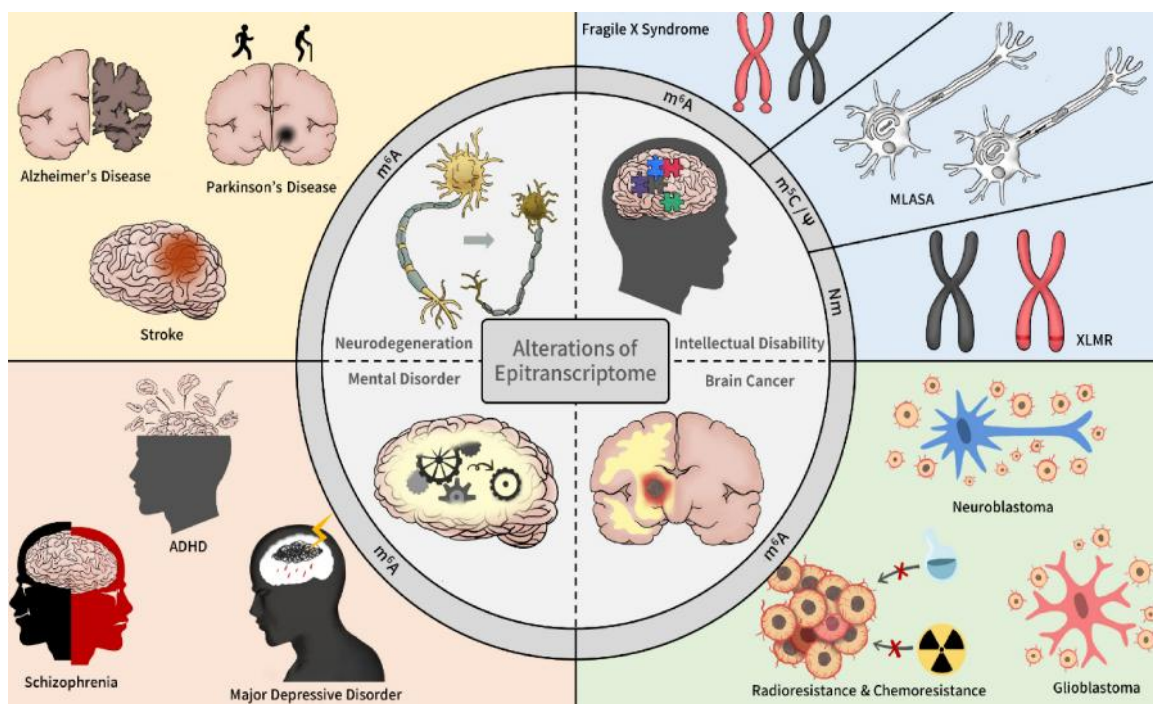 Alzheimer's Disease
Parkinson's Disease
Stroke
m⁶A
Neurodegeneration
Fragile X Syndrome
m⁶A
MLASA
m⁵C / Ψ
Nm
XLMR
Intellectual Disability
Alterations of
Epitranscriptome
Mental Disorder
Brain Cancer
ADHD
Schizophrenia
Major Depressive Disorder
m⁶A
m⁶A
Neuroblastoma
Radioresistance & Chemoresistance
Glioblastoma